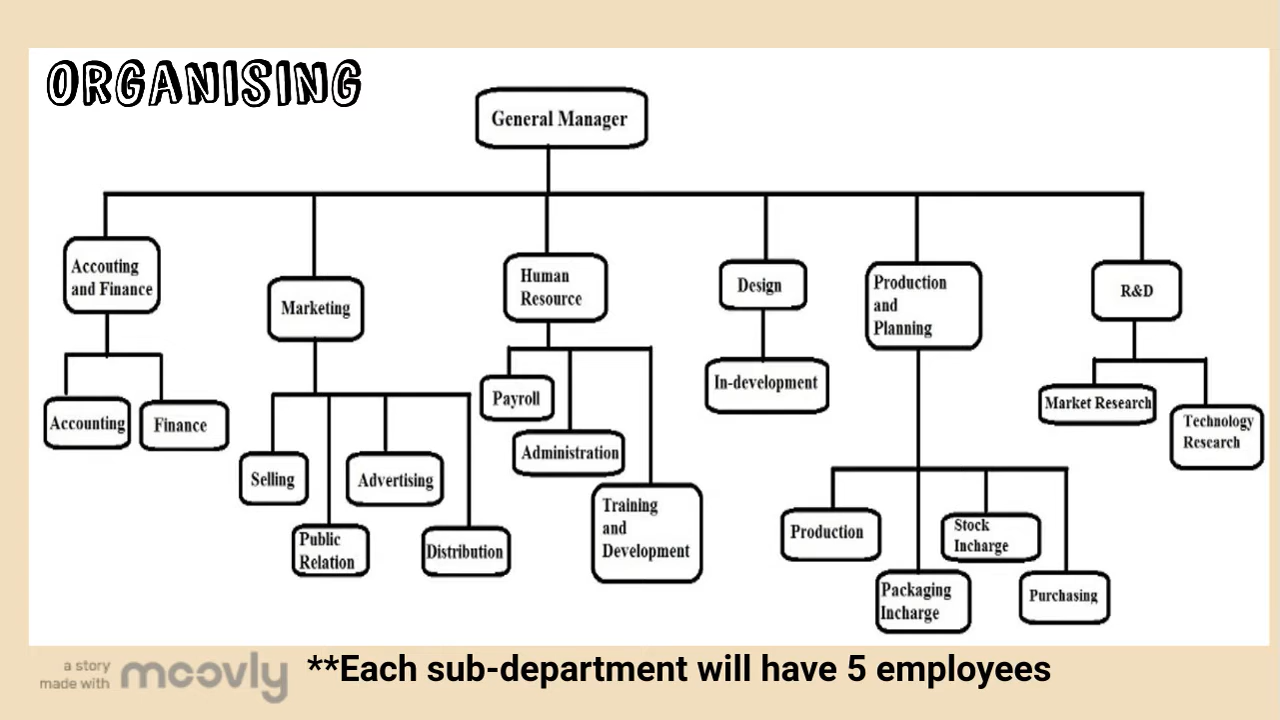 ORGANISING
General Manager
Accouting
and Finance
Marketing
Human
Resource
Design
Production
and
Planning
R&D
Accounting
Finance
Selling
Public
Relation
Advertising
Distribution
Payroll
Administration
Training
and
Development
In-development
Production
Packaging
Incharge
Stock
Incharge
Purchasing
Market Research
Technology
Research
a story
made with
moovly
**Each sub-department will have 5 employees